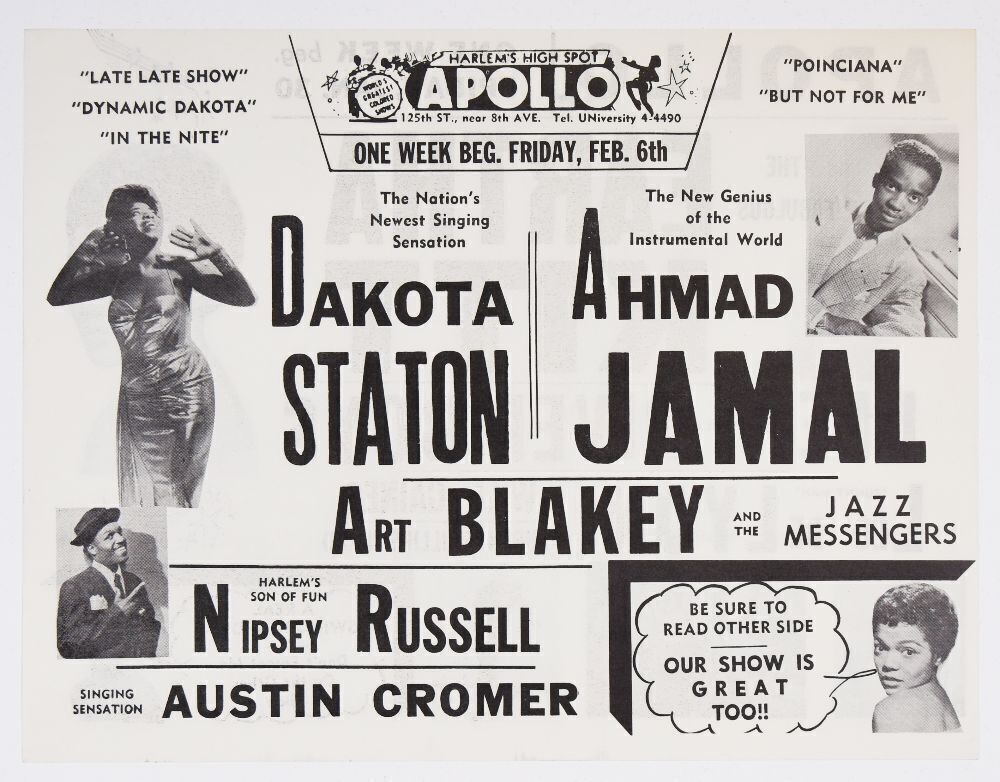 "LATE LATE SHOW"
"DYNAMIC DAKOTA"
"IN THE NITE"
HARLEM'S HIGH SPOT
WORLD'S
GREATEST
COLORED
SHOWS
APOLLO
125th ST., near 8th AVE. Tel. UNiversity 4-4490
ONE WEEK BEG. FRIDAY, FEB. 6th
"POINCIANA"
"BUT NOT FOR ME"
The Nation's
Newest Singing
Sensation
DAKOTA
STATON
The New Genius
of the
Instrumental World
AHMAD
JAMAL
ART BLAKEY AND THE JAZZ MESSENGERS
HARLEM'S
SON OF FUN
NIPSEY RUSSELL
SINGING
SENSATION
AUSTIN CROMER
BE SURE TO
READ OTHER SIDE
OUR SHOW IS
GREAT
TOO!!